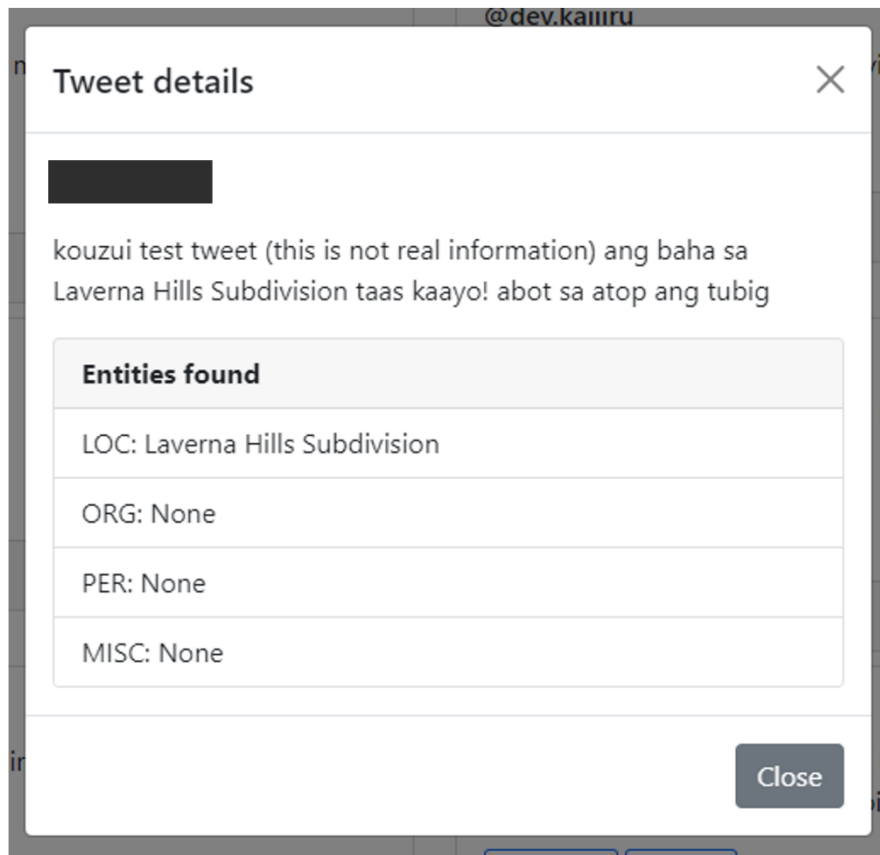 @dev.kaiiiru
Tweet details
kouzui test tweet (this is not real information) ang baha sa
Laverna Hills Subdivision taas kaayo! abot sa atop ang tubig
Entities found
LOC: Laverna Hills Subdivision
ORG: None
PER: None
MISC: None
Close